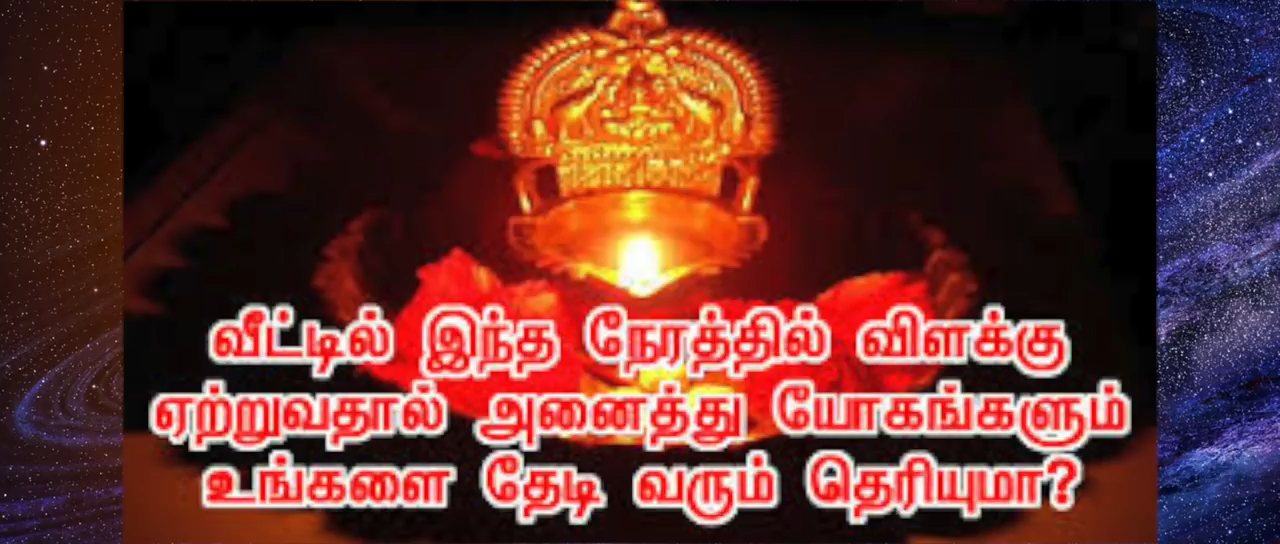 வீட்டில் இந்த நேரத்தில் விளக்கு
ஏற்றுவதால் அனைத்து யோகங்களும்
உங்களை தேடி வரும் தெரியுமா?